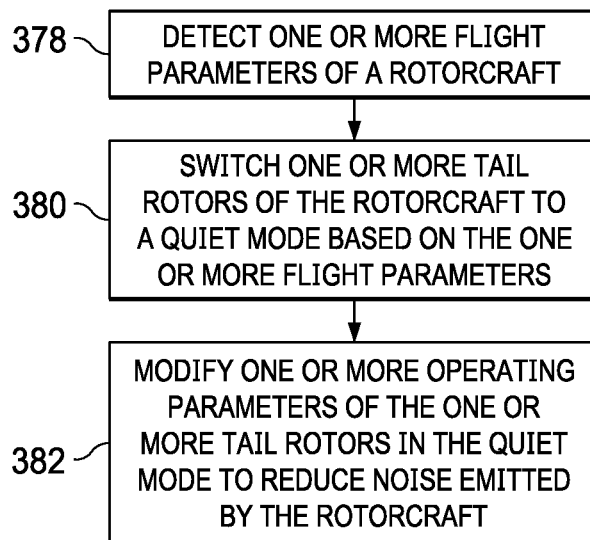 378
DETECT ONE OR MORE FLIGHT
PARAMETERS OF A ROTORCRAFT
380
SWITCH ONE OR MORE TAIL
ROTORS OF THE ROTORCRAFT TO
A QUIET MODE BASED ON THE ONE
OR MORE FLIGHT PARAMETERS
382
MODIFY ONE OR MORE OPERATING
PARAMETERS OF THE ONE OR
MORE TAIL ROTORS IN THE QUIET
MODE TO REDUCE NOISE EMITTED
BY THE ROTORCRAFT